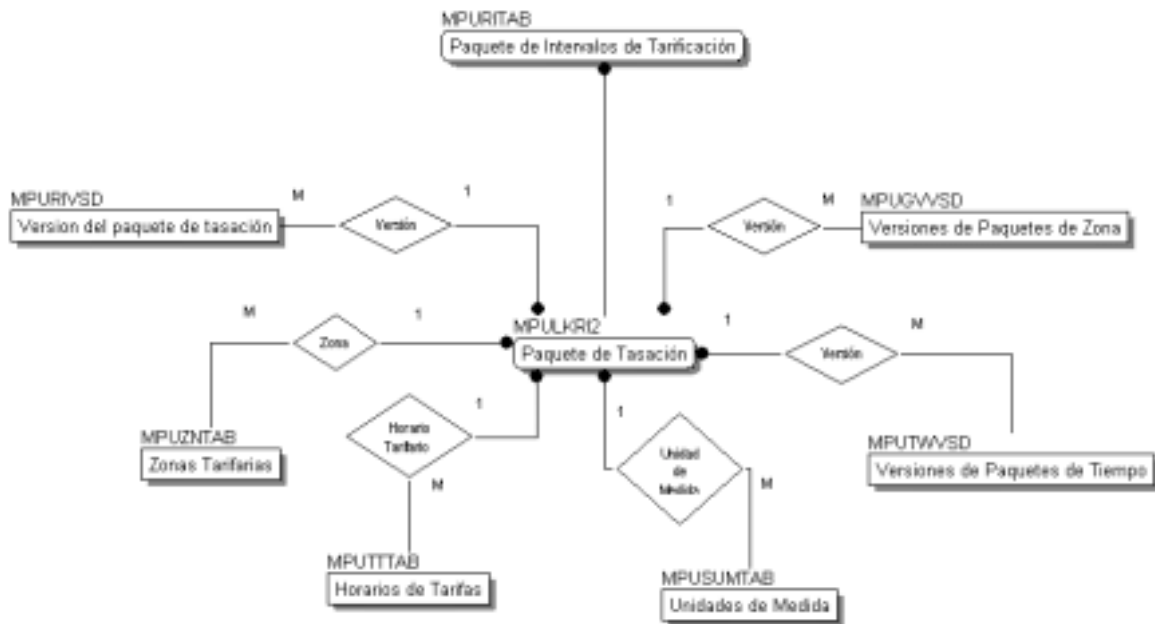 MPURITAB
Paquete de Intervalos de Tarificación
MPURIVSD
Version del paquete de tasación
M
Versión
1
1
Versión
M
MPUGVVSD
Versiones de Paquetes de Zona
M
Zona
1
MPULKRI2
Paquete de Tasación
1
Versión
M
MPUZNTAB
Zonas Tarifarias
Horario
Tarifario
1
M
1
Unidad
de
Medida
M
MPUTWVSD
Versiones de Paquetes de Tiempo
MPUTTTAB
Horarios de Tarifas
MPUSUMTAB
Unidades de Medida